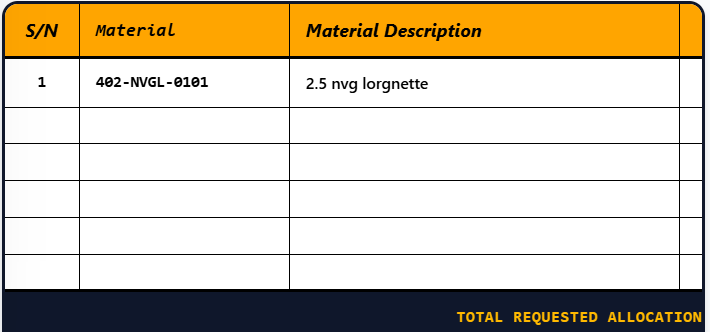 S/N Material Material Description
1 402-NVGL-0101 2.5 nvg lorgnette
TOTAL REQUESTED ALLOCATION